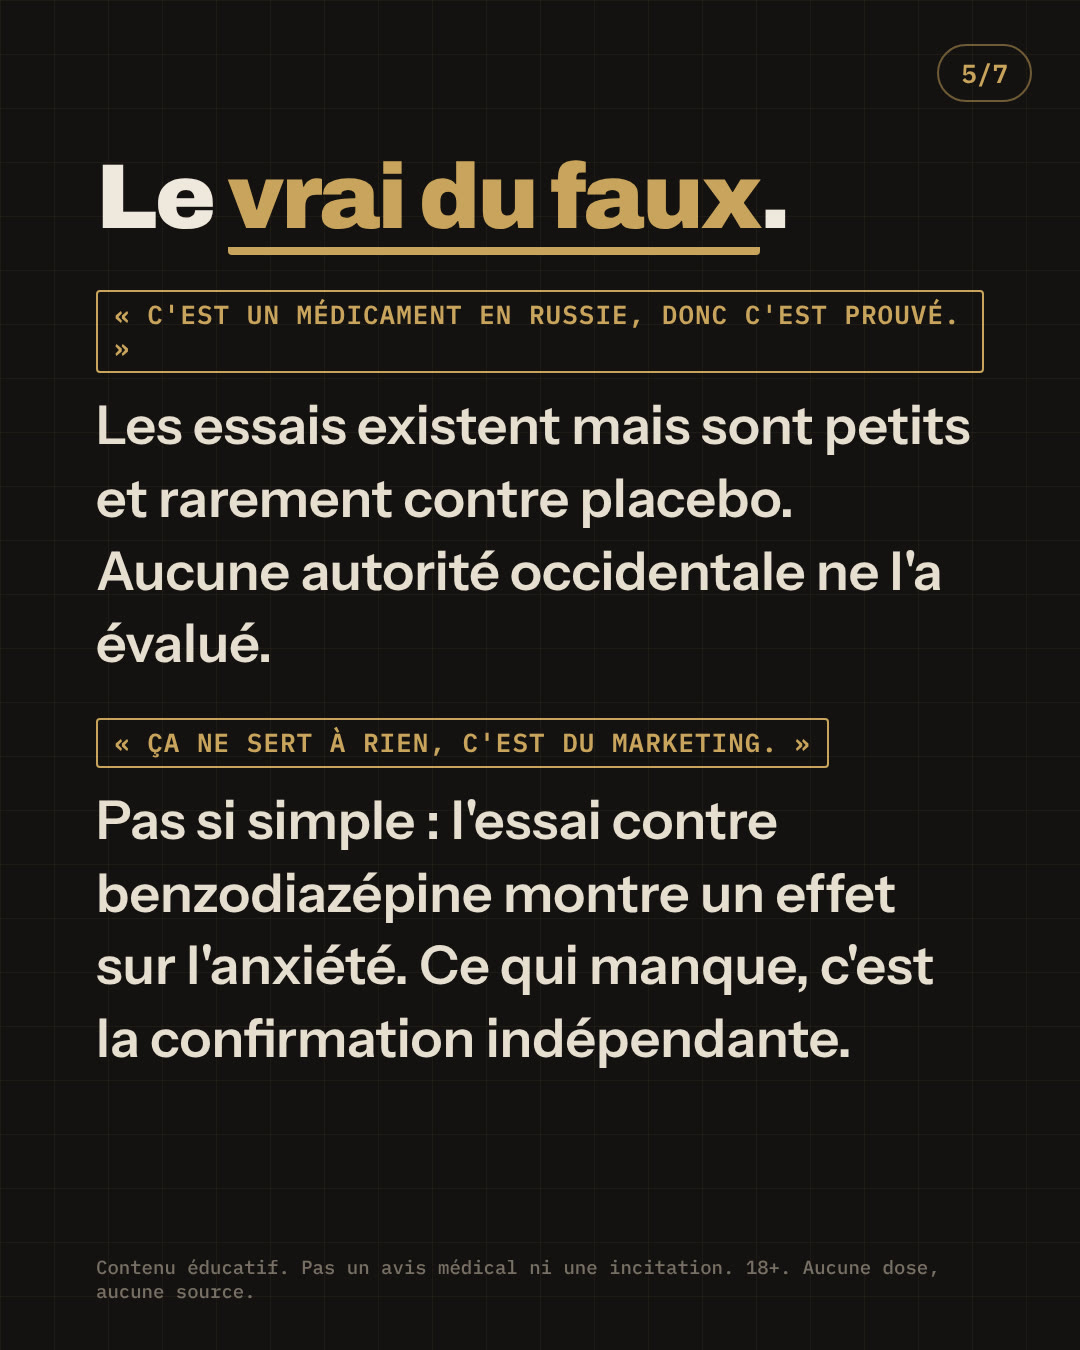 5/7
Le vrai du faux.
« C'EST UN MÉDICAMENT EN RUSSIE, DONC C'EST PROUVÉ.
»
Les essais existent mais sont petits
et rarement contre placebo.
Aucune autorité occidentale ne l'a
évalué.
« ÇA NE SERT À RIEN, C'EST DU MARKETING. »
Pas si simple : l'essai contre
benzodiazépine montre un effet
sur l'anxiété. Ce qui manque, c'est
la confirmation indépendante.
Contenu éducatif. Pas un avis médical ni une incitation. 18+. Aucune dose,
aucune source.